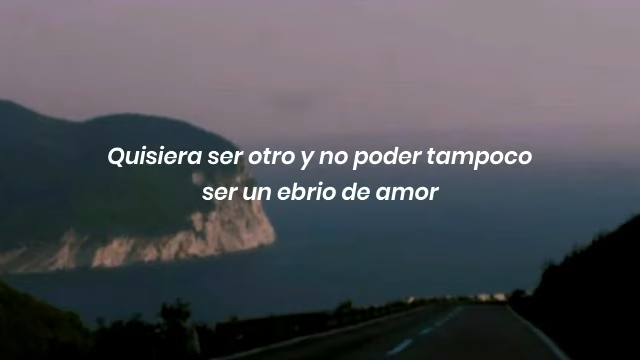 Quisiera ser otro y no poder tampoco
ser un ebrio de amor